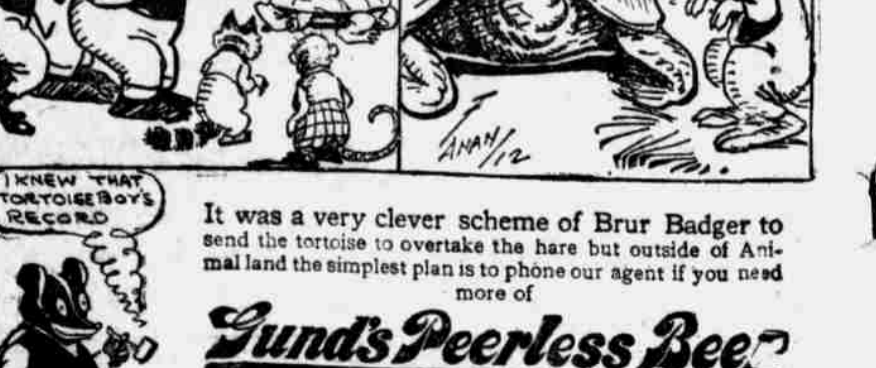 ANAH/12
I KNEW THAT
TORTOISE BOY'S
RECORD
It was a very clever scheme of Brur Badger to
send the tortoise to overtake the hare but outside of Ani-
mal land the simplest plan is to phone our agent if you need
more of
Gund's Peerless Beer